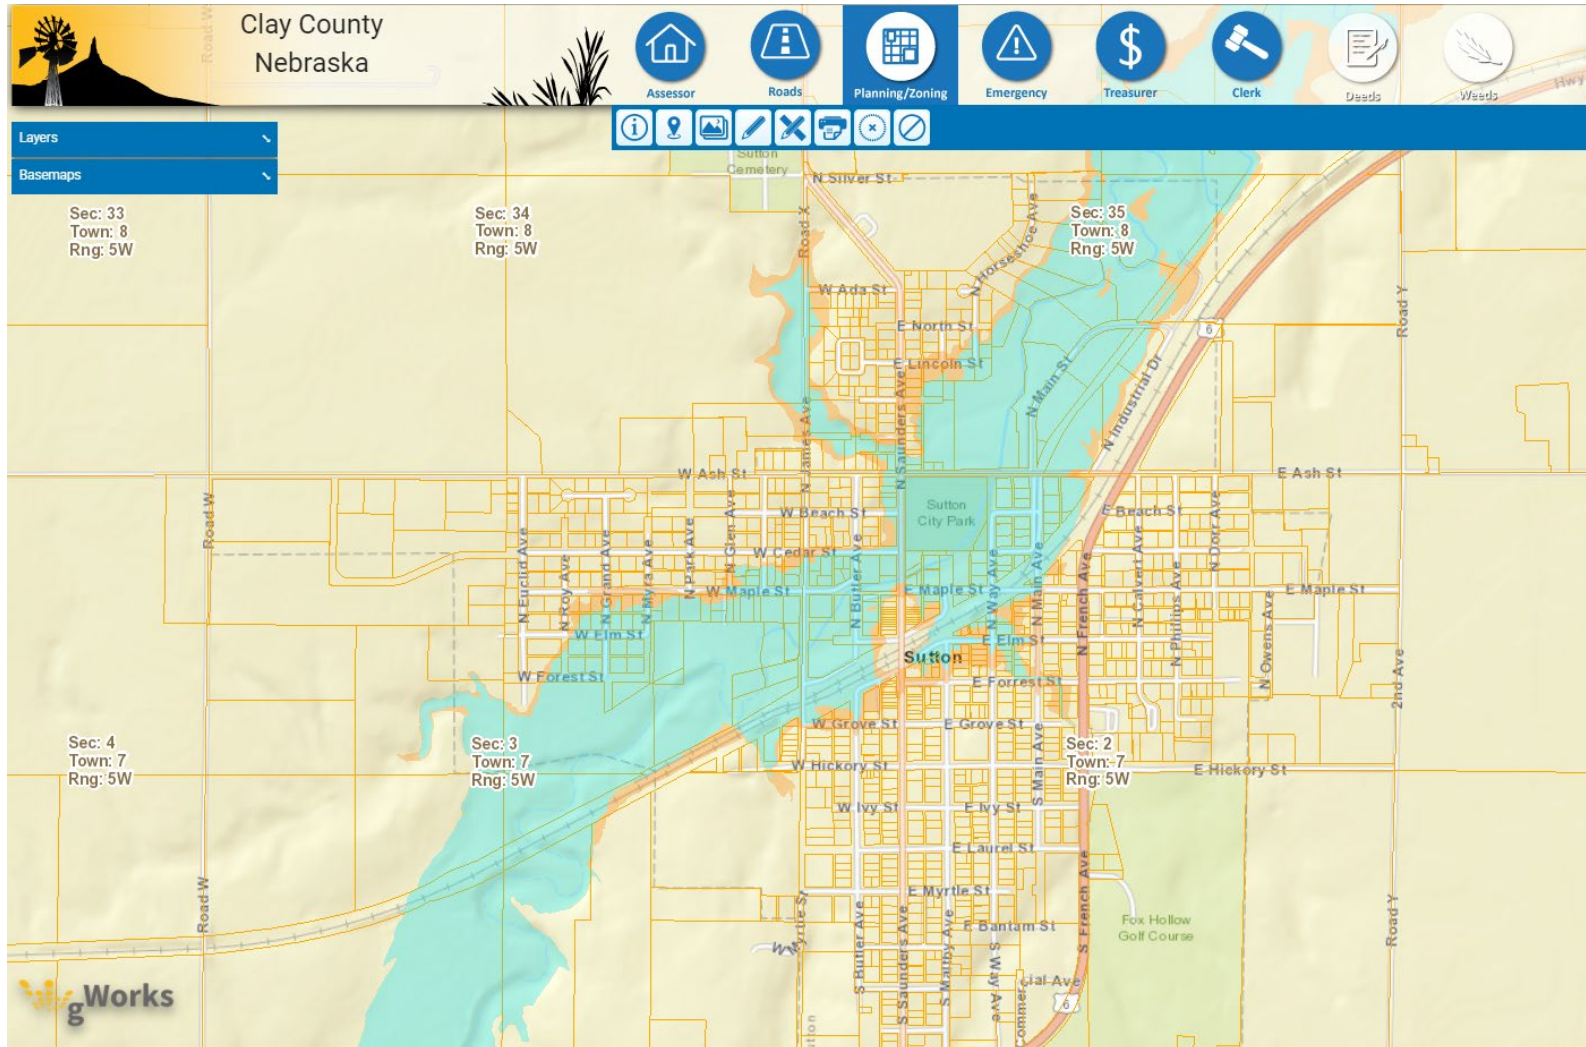 Clay County
Nebraska
Assessor
Roads
Planning/Zoning
Emergency
Treasurer
Clerk
Deeds
Weeds
Layers
Basemaps
Road W
Hwy
Sutton
Cemetery
N Silver St
Sec: 33
Town: 8
Rng: 5W
Sec: 34
Town: 8
Rng: 5W
Sec: 35
Town: 8
Rng: 5W
Road X
N Horseshoe Ave
W Ada St
E North St
E Lincoln St
N Main St
N Industrial Dr
6
Road Y
N Saunders Ave
N James Ave
W Ash St
E Ash St
Road W
N Glen Ave
W Beach St
Sutton
City Park
E Beach St
N Dor Ave
N Euclid Ave
N Roy Ave
N Grand Ave
N Myra Ave
N Park Ave
W Cedar St
N Butler Ave
N Way Ave
N Main Ave
N French Ave
N Calvert Ave
N Phillips Ave
W Maple St
E Maple St
E Maple St
W Elm St
E Elm St
N Owens Ave
Sutton
W Forest St
E Forrest St
2nd Ave
W Grove St
E Grove St
S Main Ave
Sec: 4
Town: 7
Rng: 5W
Sec: 3
Town: 7
Rng: 5W
Sec: 2
Town: 7
Rng: 5W
W Hickory St
E Hickory St
W Ivy St
E Ivy St
E Laurel St
Road W
E Myrtle St
S French Ave
Road Y
Fox Hollow
Golf Course
E Bantam St
S Butler Ave
S Saunders Ave
S Maltby Ave
S Way Ave
Commer
cial Ave
6
gWorks